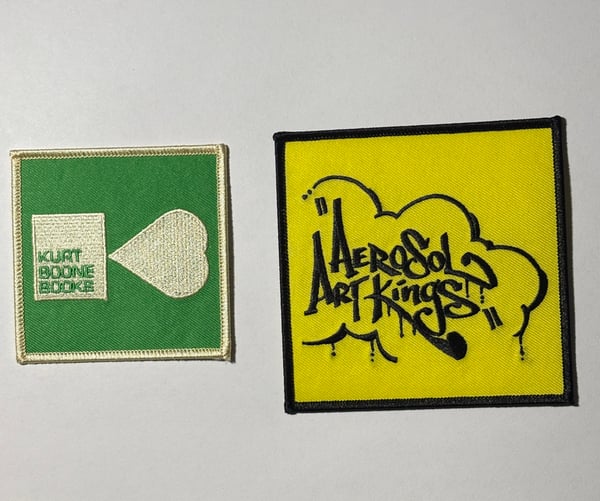 KURT
BOONE
BOOKS
"AEROSOL
ART KINGS"